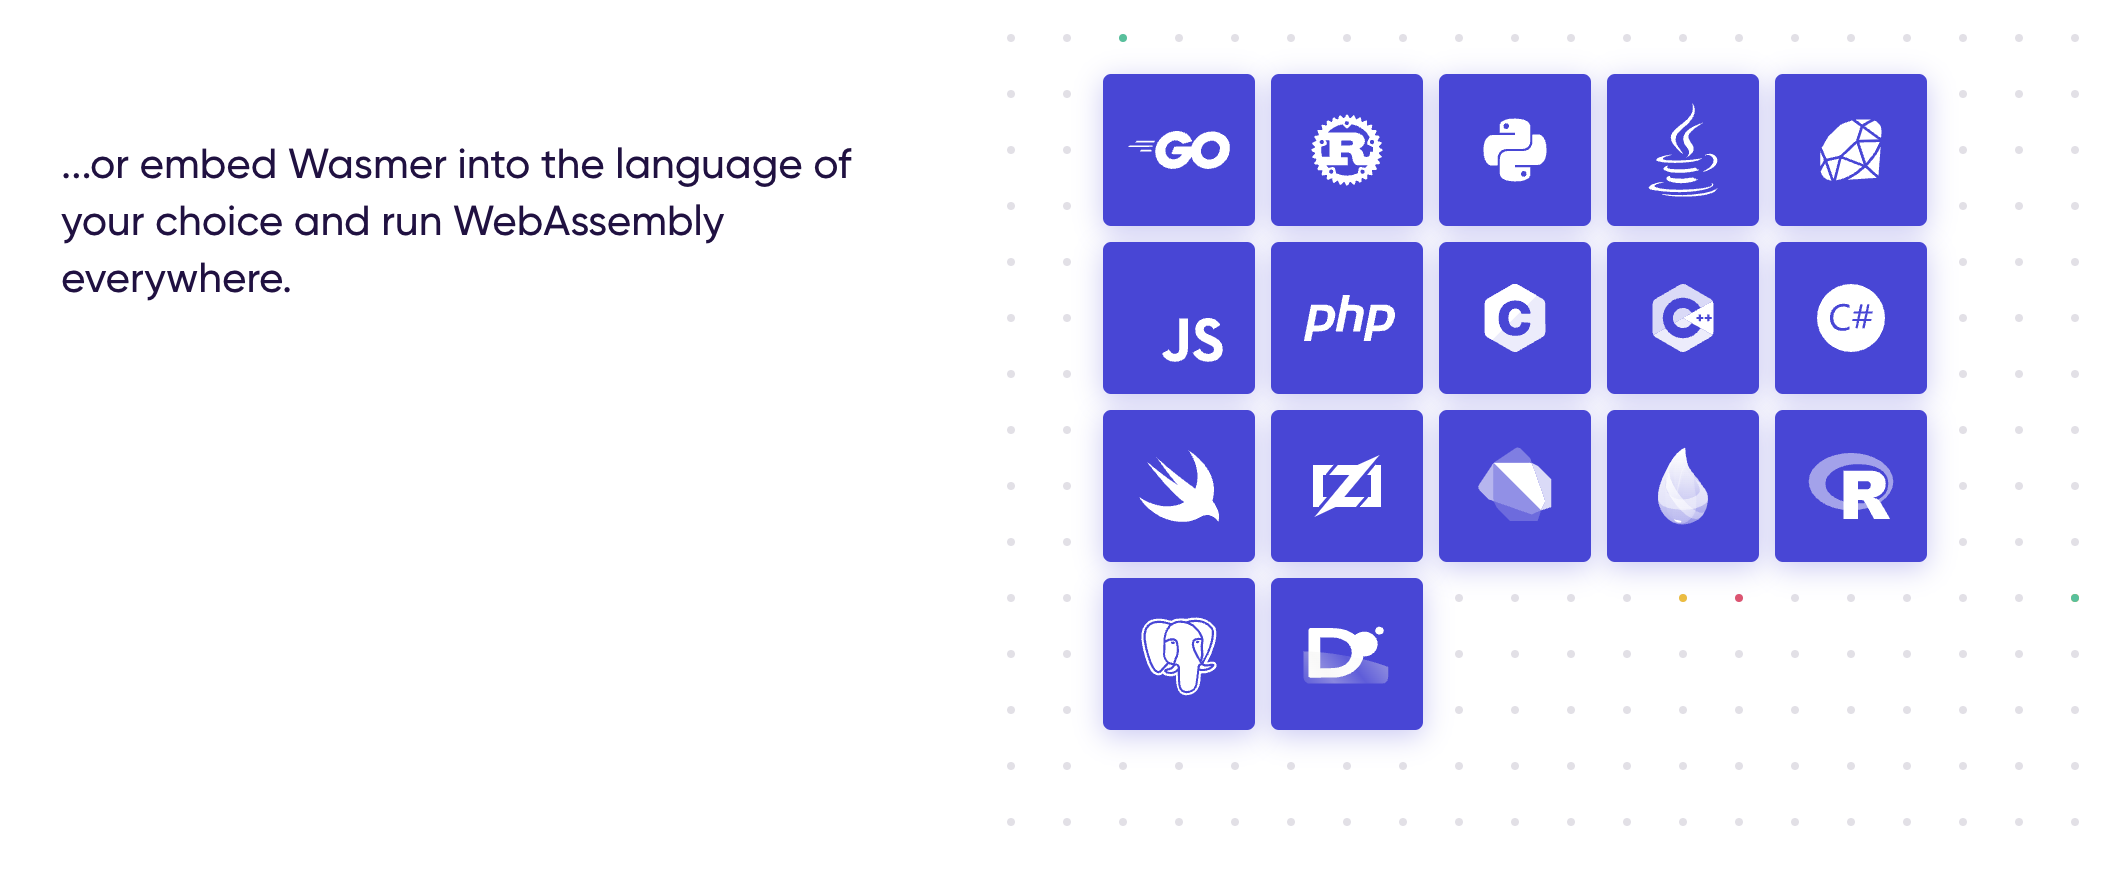 ...or embed Wasmer into the language of
your choice and run WebAssembly
everywhere.
GO
R
JS
php
C
C++
C#
Z
R
D